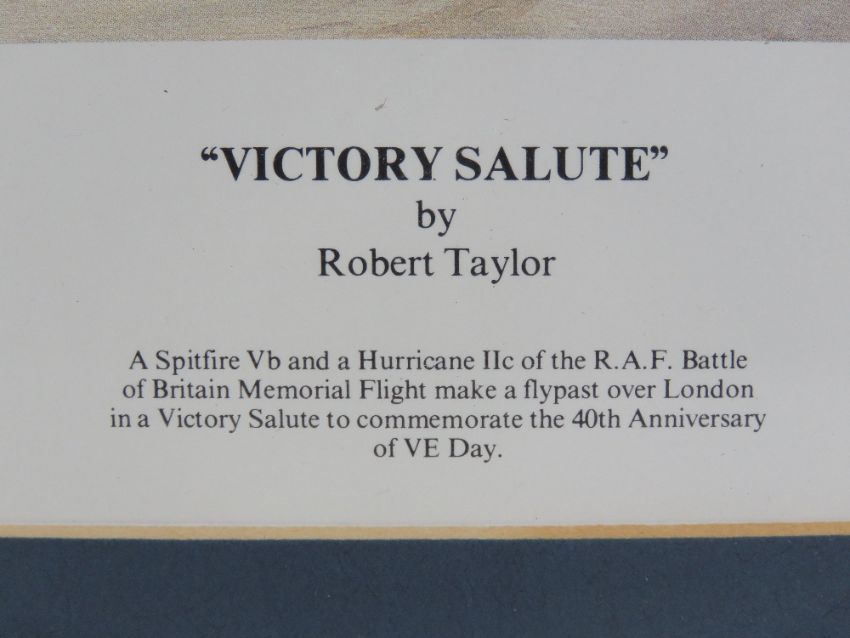 “VICTORY SALUTE”
by
Robert Taylor
A Spitfire Vb and a Hurricane IIc of the R.A.F. Battle
of Britain Memorial Flight make a flypast over London
in a Victory Salute to commemorate the 40th Anniversary
of VE Day.